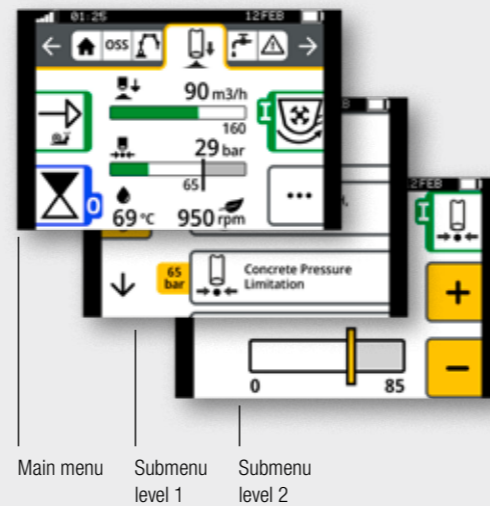 01:25 12FEB
OSS
90 m3/h
160
I
29 bar
65
O
69 °C 950 rpm
...
65 bar
Concrete Pressure
Limitation
2FEB
I
+
−
0 85
Main menu
Submenu
level 1
Submenu
level 2